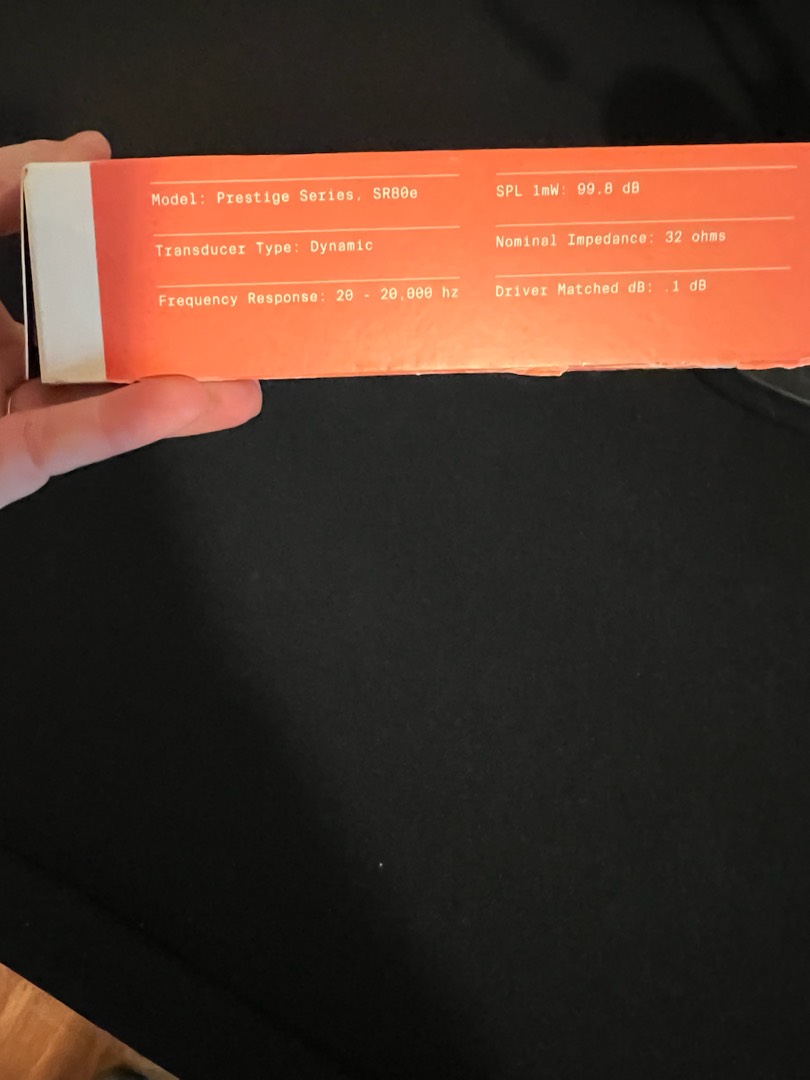 Model: Prestige Series, SR80e
Transducer Type: Dynamic
Frequency Response: 20 - 20,000 hz
SPL 1mW: 99.8 dB
Nominal Impedance: 32 ohms
Driver Matched dB: .1 dB